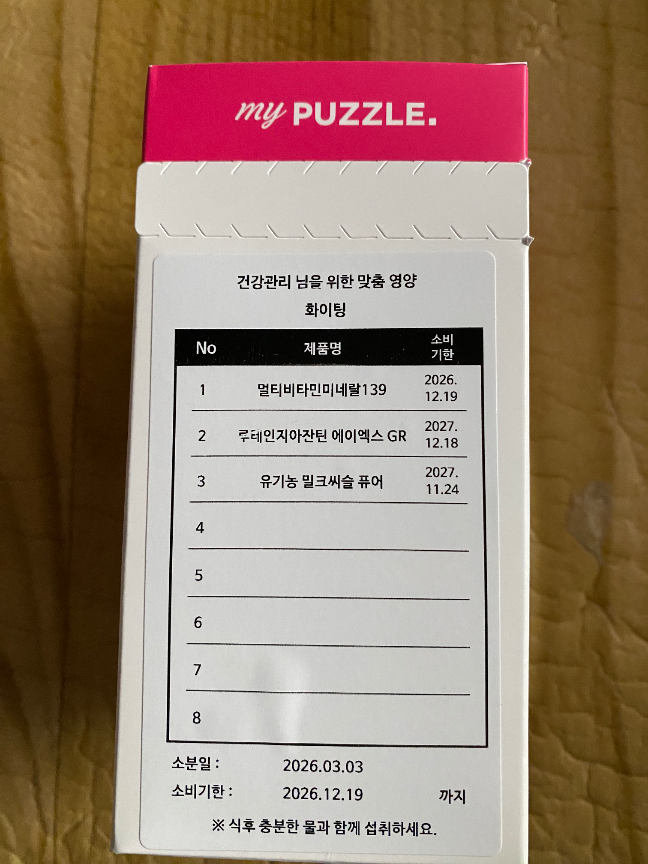 my PUZZLE.
건강관리 님을 위한 맞춤 영양
화이팅
No 제품명 소비 기한
1 멀티비타민미네랄139 2026. 12.19
2 루테인지아잔틴 에이엑스 GR 2027. 12.18
3 유기농 밀크씨슬 퓨어 2027. 11.24
4
5
6
7
8
소분일 : 2026.03.03
소비기한 : 2026.12.19 까지
※ 식후 충분한 물과 함께 섭취하세요.